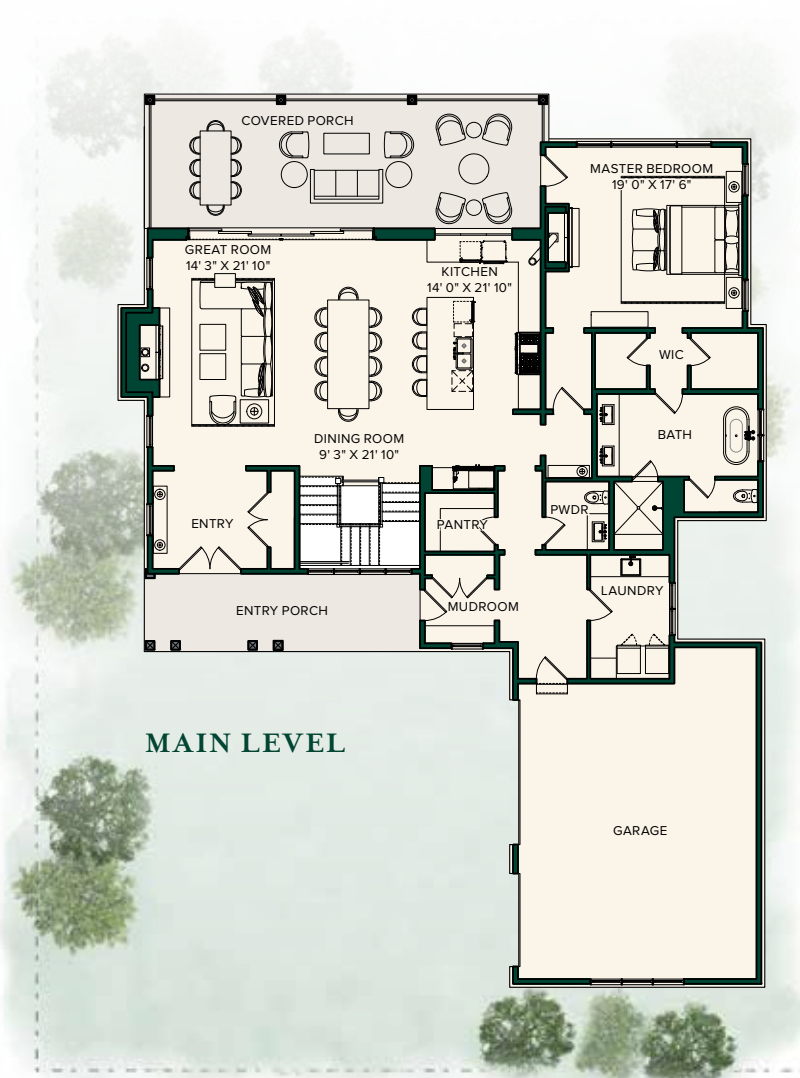 COVERED PORCH
MASTER BEDROOM
19' 0" X 17' 6"
GREAT ROOM
14' 3" X 21' 10"
KITCHEN
14' 0" X 21' 10"
WIC
BATH
DINING ROOM
9' 3" X 21' 10"
ENTRY
PANTRY
PWDR
LAUNDRY
ENTRY PORCH
MUDROOM
MAIN LEVEL
GARAGE